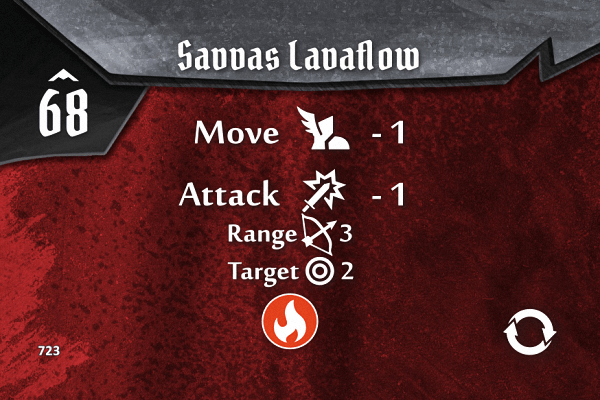 Savvas Lavaflow
68
Move - 1
Attack - 1
Range 3
Target 2
723